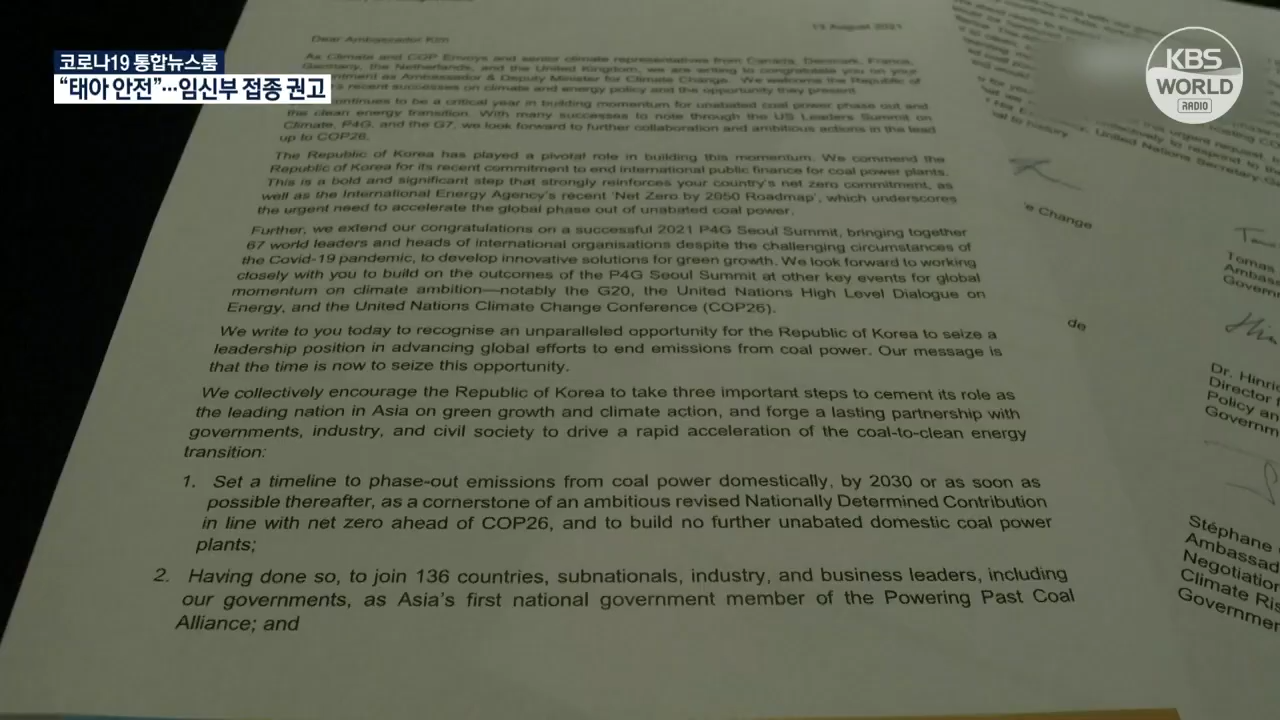 코로나19 통합뉴스룸
“태아 안전”…임신부 접종 권고
KBS
WORLD
RADIO
13 August 2021
Dear Ambassador Kim
As Climate and COP Envoys and senior climate representatives from Canada, Denmark, France,
Germany, the Netherlands, and the United Kingdom, we are writing to congratulate you on your
as Ambassador & Deputy Minister for Climate Change. We welcome the Republic of
recent successes on climate and energy policy and the opportunity they present.
continues to be a critical year in building momentum for unabated coal power phase out and
the clean energy transition. With many successes to note through the US Leaders Summit on
Climate, P4G, and the G7, we look forward to further collaboration and ambitious actions in the lead
up to COP26.
The Republic of Korea has played a pivotal role in building this momentum. We commend the
Republic of Korea for its recent commitment to end international public finance for coal power plants.
This is a bold and significant step that strongly reinforces your country's net zero commitment, as
well as the International Energy Agency's recent 'Net Zero by 2050 Roadmap', which underscores
the urgent need to accelerate the global phase out of unabated coal power.
Further, we extend our congratulations on a successful 2021 P4G Seoul Summit, bringing together
67 world leaders and heads of international organisations despite the challenging circumstances of
the Covid-19 pandemic, to develop innovative solutions for green growth. We look forward to working
closely with you to build on the outcomes of the P4G Seoul Summit at other key events for global
momentum on climate ambition—notably the G20, the United Nations High Level Dialogue on
Energy, and the United Nations Climate Change Conference (COP26).
We write to you today to recognise an unparalleled opportunity for the Republic of Korea to seize a
leadership position in advancing global efforts to end emissions from coal power. Our message is
that the time is now to seize this opportunity.
We collectively encourage the Republic of Korea to take three important steps to cement its role as
the leading nation in Asia on green growth and climate action, and forge a lasting partnership with
governments, industry, and civil society to drive a rapid acceleration of the coal-to-clean energy
transition:
1. Set a timeline to phase-out emissions from coal power domestically, by 2030 or as soon as
possible thereafter, as a cornerstone of an ambitious revised Nationally Determined Contribution
in line with net zero ahead of COP26, and to build no further unabated domestic coal power
plants;
2. Having done so, to join 136 countries, subnationals, industry, and business leaders, including
our governments, as Asia's first national government member of the Powering Past Coal
Alliance; and
e Change
de
Tomas
Ambass
Governm
Dr. Hinric
Director f
Policy an
Governm
Stéphane
Ambassad
Negotiation
Climate Ris
Governmen